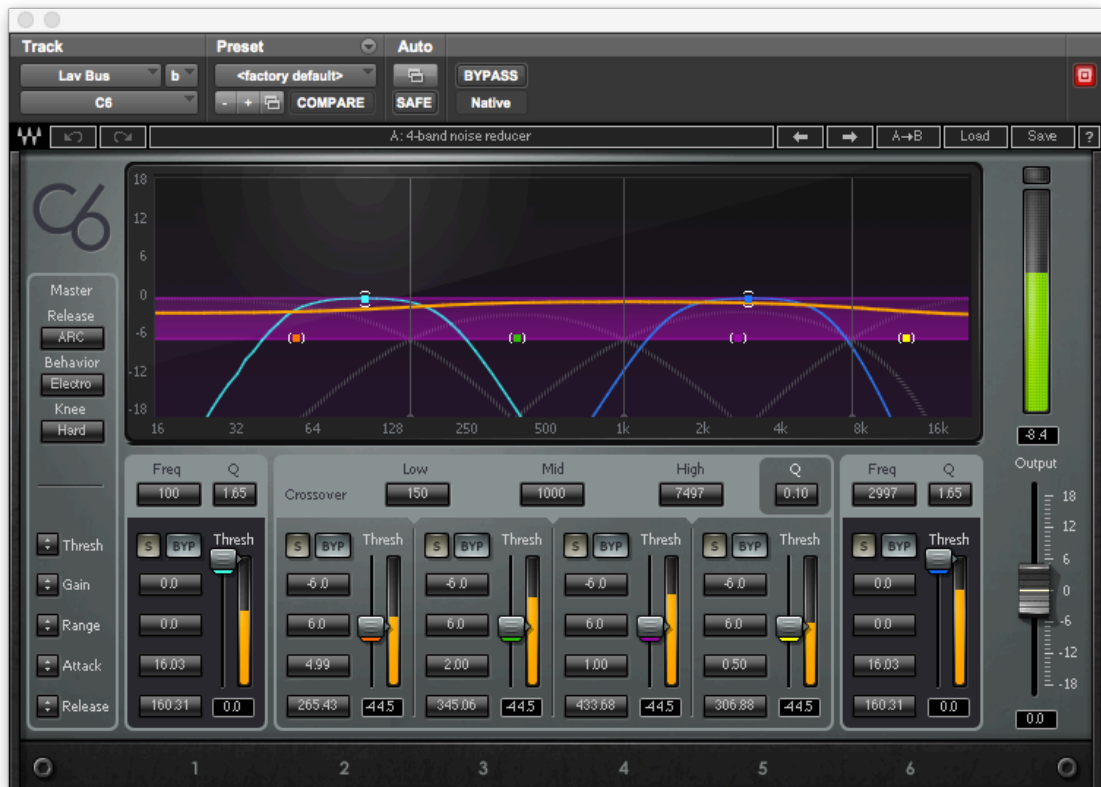 Track Preset Auto
Lav Bus b <factory default> BYPASS
C6 - + COMPARE SAFE Native
A: 4-band noise reducer A→B Load Save ?
C6
18
12
6
0
-6
-12
-18
16 32 64 128 250 500 1k 2k 4k 8k 16k
Master
Release
ARC
Behavior
Electro
Knee
Hard
-8.4
Output
Freq Q Low Mid High Q Freq Q
100 1.65 Crossover 150 1000 7497 0.10 2997 1.65
Thresh S BYP Thresh S BYP Thresh S BYP Thresh S BYP Thresh S BYP Thresh S BYP Thresh
Gain 0.0 -6.0 -6.0 -6.0 -6.0 0.0
Range 0.0 6.0 6.0 6.0 6.0 0.0
Attack 16.03 4.99 2.00 1.00 0.50 16.03
Release 160.31 0.0 265.43 -44.5 345.06 -44.5 433.68 -44.5 306.88 -44.5 160.31 0.0
18
12
6
0
-6
-12
-18
0.0
1 2 3 4 5 6